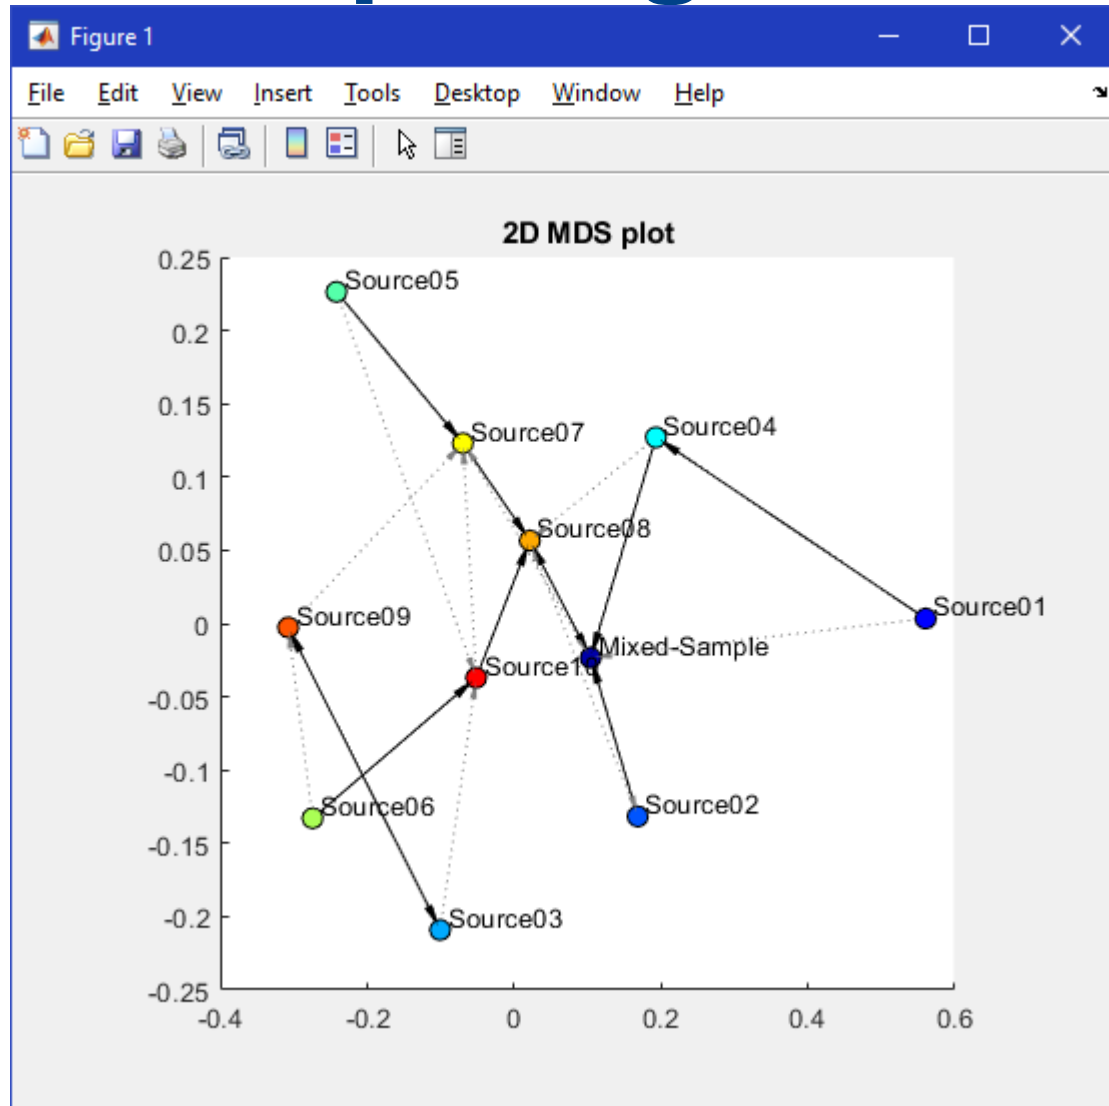 Figure 1
File Edit View Insert Tools Desktop Window Help
2D MDS plot
0.25
0.2
0.15
0.1
0.05
0
-0.05
-0.1
-0.15
-0.2
-0.25
-0.4 -0.2 0 0.2 0.4 0.6
Source05
Source07
Source04
Source08
Source09
Source01
Mixed-Sample
Source10
Source06
Source02
Source03